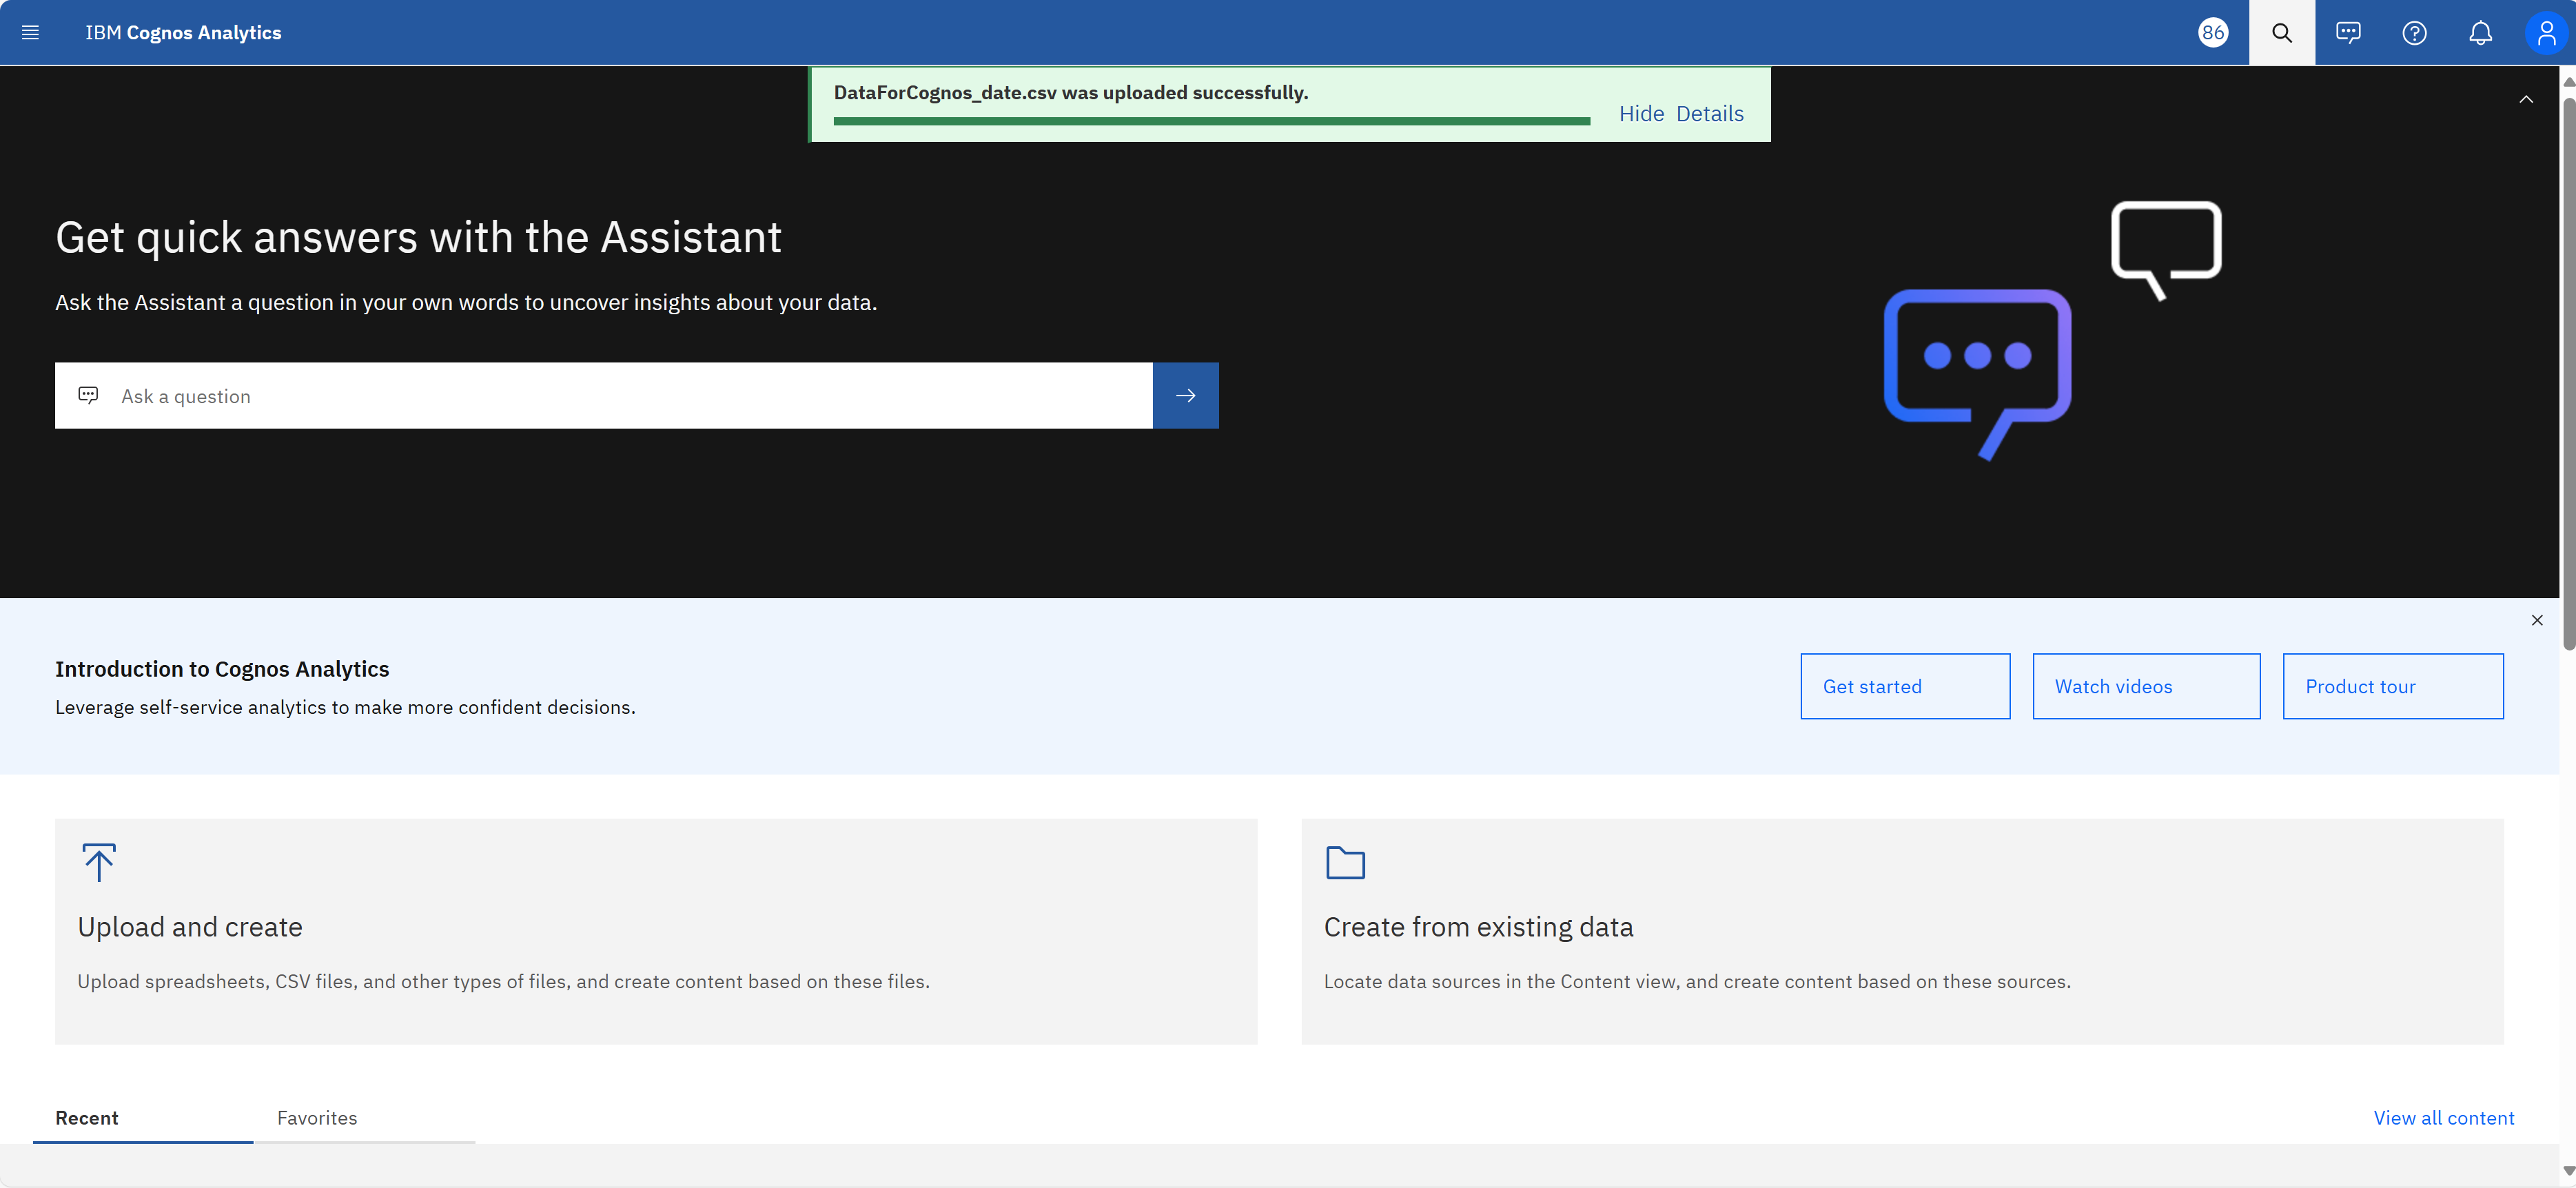 IBM Cognos Analytics
86
DataForCognos_date.csv was uploaded successfully.
Hide Details
Get quick answers with the Assistant
Ask the Assistant a question in your own words to uncover insights about your data.
Ask a question
Introduction to Cognos Analytics
Leverage self-service analytics to make more confident decisions.
Get started
Watch videos
Product tour
Upload and create
Upload spreadsheets, CSV files, and other types of files, and create content based on these files.
Create from existing data
Locate data sources in the Content view, and create content based on these sources.
Recent
Favorites
View all content